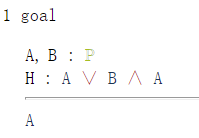 1 goal
A, B : ℙ
H : A ∨ B ∧ A
A